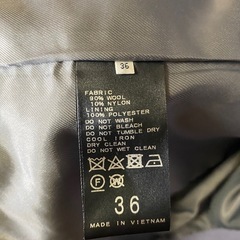 36
FABRIC
90% WOOL
10% NYLON
LINING
100% POLYESTER
DO NOT WASH
DO NOT BLEACH
DO NOT TUMBLE DRY
COOL IRON
DRY CLEAN
DO NOT WET CLEAN
F W
36
MADE IN VIETNAM